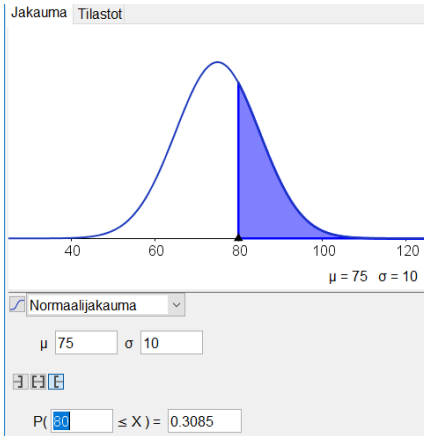 Jakauma Tilastot
40 60 80 100 120
μ = 75 σ = 10
Normaalijakauma
μ 75 σ 10
P( 80 ≤ X ) = 0.3085